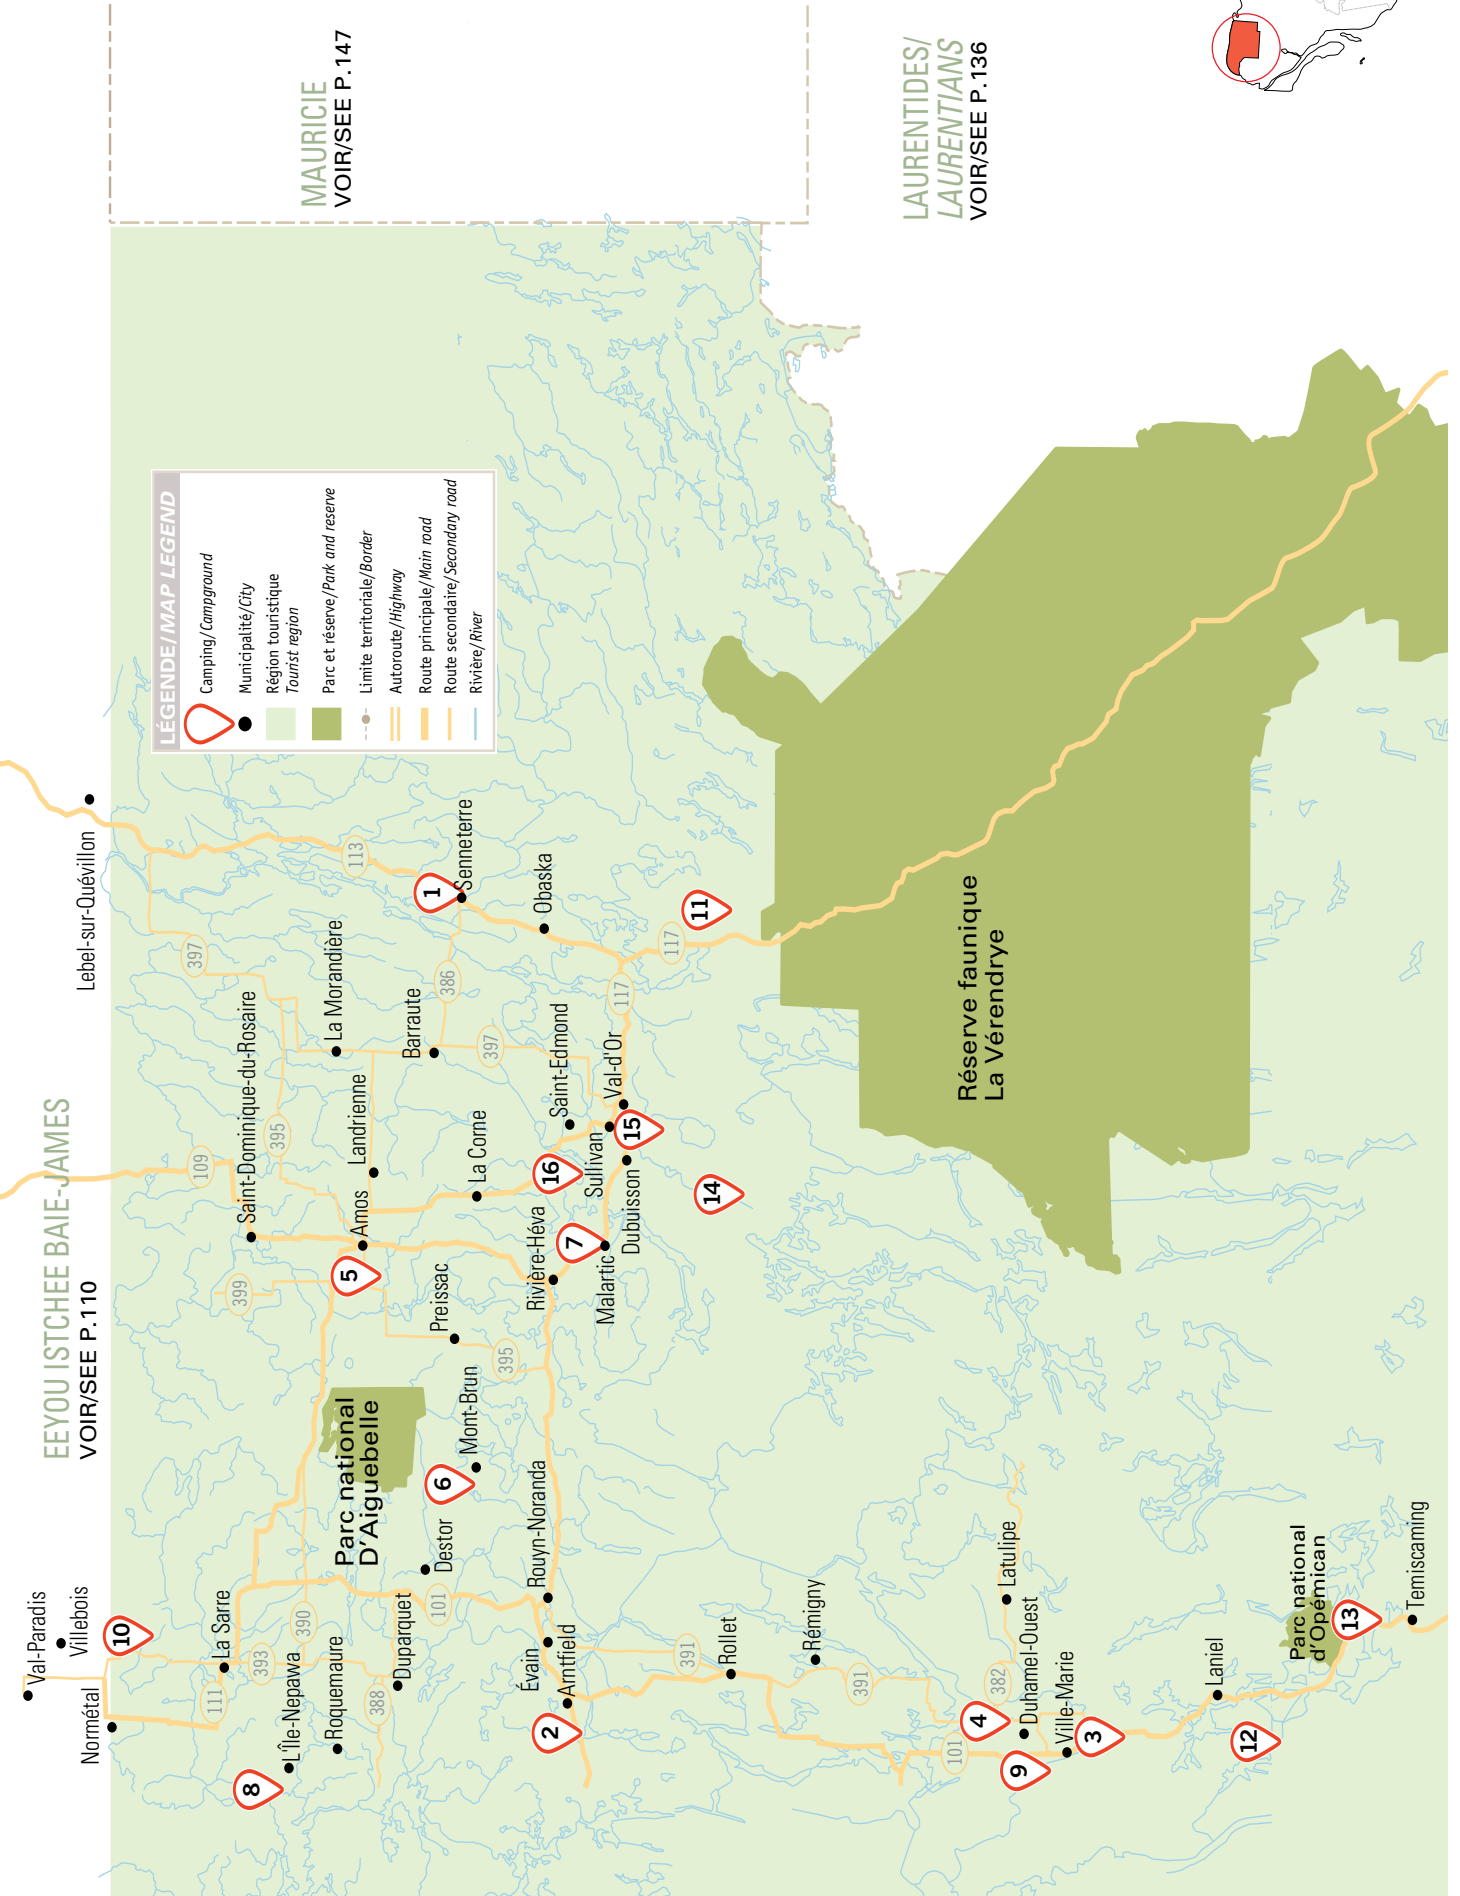 EEYOU ISTCHEE BAIE-JAMES
VOIR/SEE P.110
MAURICIE
VOIR/SEE P.147
LAURENTIDES/
LAURENTIANS
VOIR/SEE P.136
LÉGENDE/MAP LEGEND
Camping/Campground
Municipalité/City
Région touristique
Tourist region
Parc et réserve/Park and reserve
Limite territoriale/Border
Autoroute/Highway
Route principale/Main road
Route secondaire/Secondary road
Rivière/River
Val-Paradis
Villebois
Normétal
10
La Sarre
111
393
390
8
L'Île-Nepawa
Roquemaure
388
Duparquet
101
Destor
Parc national
D'Aiguebelle
6
Mont-Brun
Rouyn-Noranda
Évain
Arntfield
2
391
Rollet
Rémigny
391
Latulipe
382
4
Duhamel-Ouest
101
9
Ville-Marie
3
Laniel
12
Parc national
d'Opémican
13
Temiscaming
Lebel-sur-Quévillon
113
397
109
Saint-Dominique-du-Rosaire
395
399
La Morandière
Landrienne
Amos
5
Barraute
386
1
Senneterre
Obaska
397
La Corne
Preissac
395
Saint-Edmond
16
Rivière-Héva
7
Malartic
Sullivan
Val-d'Or
15
Dubuisson
117
117
11
14
Réserve faunique
La Vérendrye